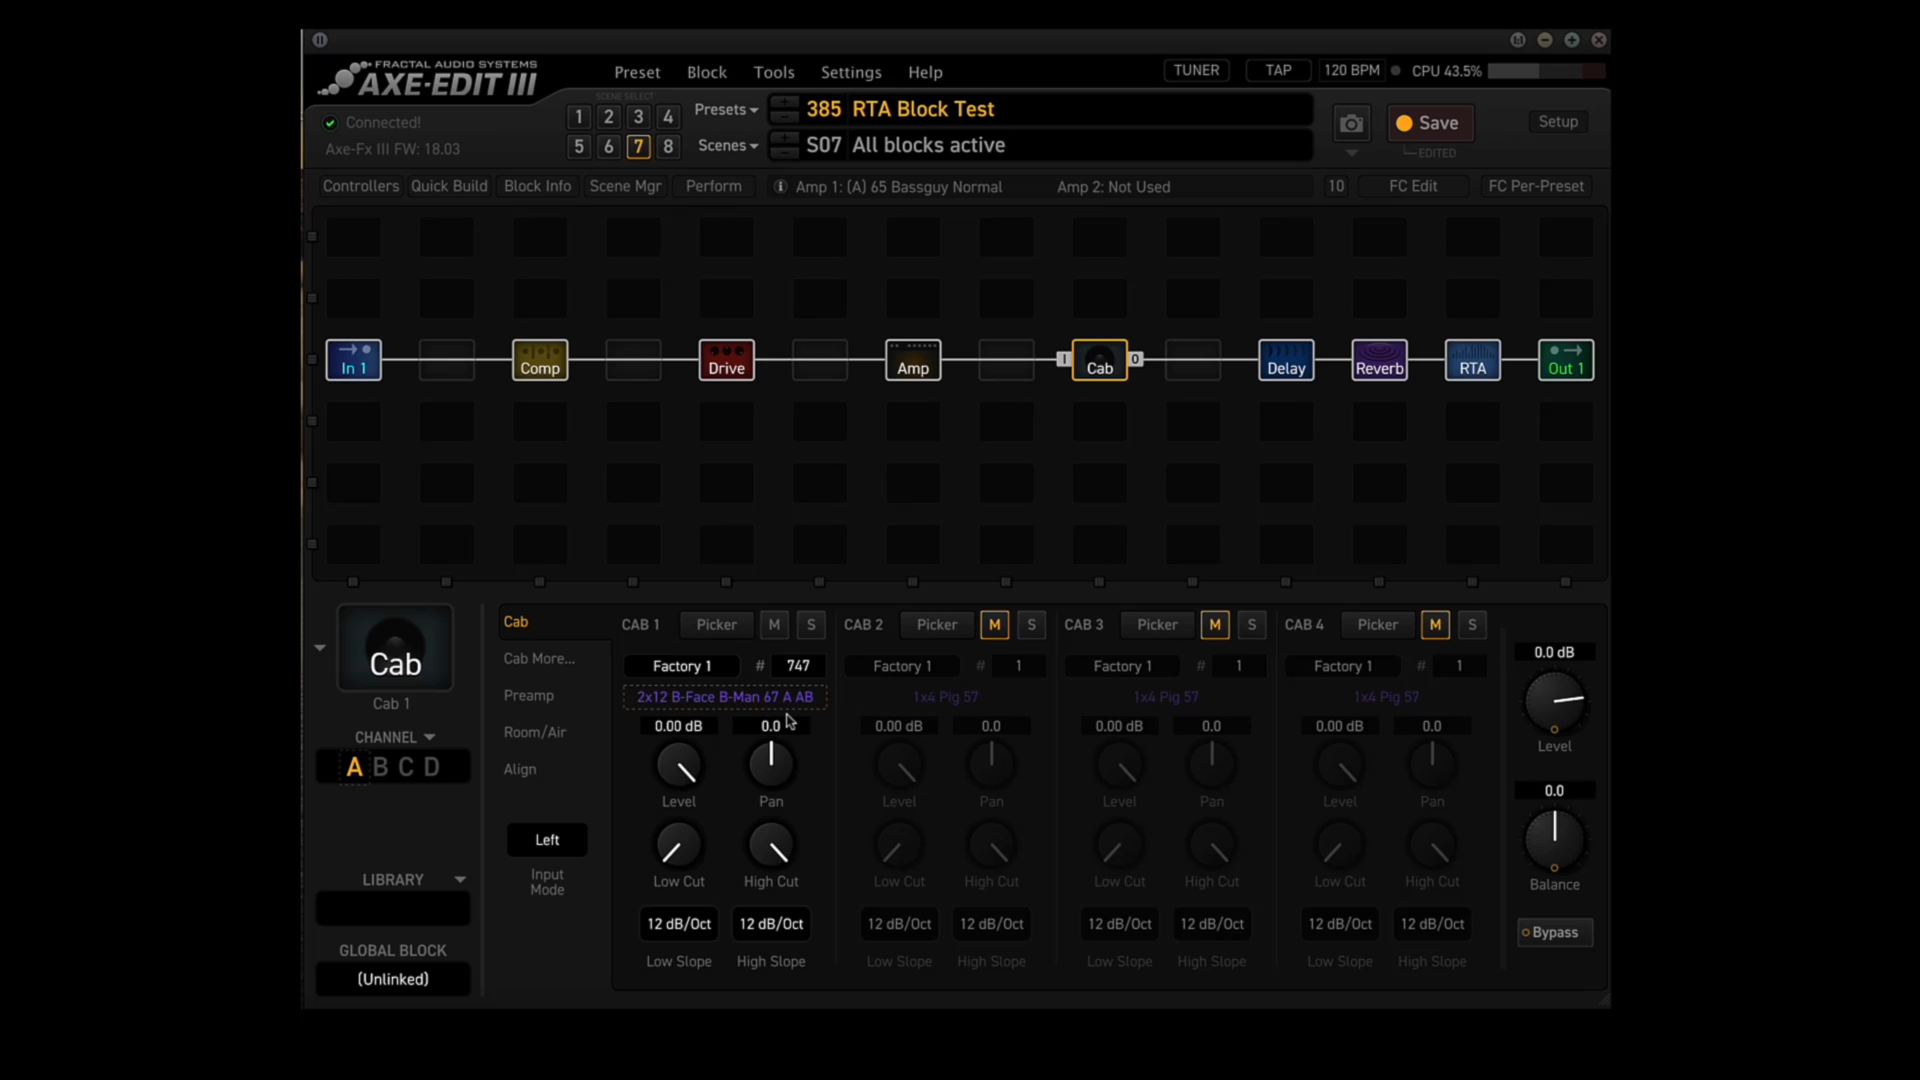 FRACTAL AUDIO SYSTEMS
AXE-EDIT III
Preset Block Tools Settings Help
TUNER TAP 120 BPM CPU 43.5%
SCENE SELECT
1 2 3 4
5 6 7 8
Presets 385 RTA Block Test
Scenes S07 All blocks active
Connected!
Axe-Fx III FW: 18.03
Save
EDITED
Setup
Controllers Quick Build Block Info Scene Mgr Perform Amp 1: (A) 65 Bassguy Normal Amp 2: Not Used 10 FC Edit FC Per-Preset
In 1 Comp Drive Amp I Cab O Delay Reverb RTA Out 1
Cab
Cab 1
CHANNEL
A B C D
LIBRARY
GLOBAL BLOCK
(Unlinked)
Cab
Cab More...
Preamp
Room/Air
Align
Left
Input
Mode
CAB 1 Picker M S
Factory 1 # 747
2x12 B-Face B-Man 67 A AB
0.00 dB 0.0
Level Pan
Low Cut High Cut
12 dB/Oct 12 dB/Oct
Low Slope High Slope
CAB 2 Picker M S
Factory 1 # 1
1x4 Pig 57
0.00 dB 0.0
Level Pan
Low Cut High Cut
12 dB/Oct 12 dB/Oct
Low Slope High Slope
CAB 3 Picker M S
Factory 1 # 1
1x4 Pig 57
0.00 dB 0.0
Level Pan
Low Cut High Cut
12 dB/Oct 12 dB/Oct
Low Slope High Slope
CAB 4 Picker M S
Factory 1 # 1
1x4 Pig 57
0.00 dB 0.0
Level Pan
Low Cut High Cut
12 dB/Oct 12 dB/Oct
Low Slope High Slope
0.0 dB
Level
0.0
Balance
Bypass